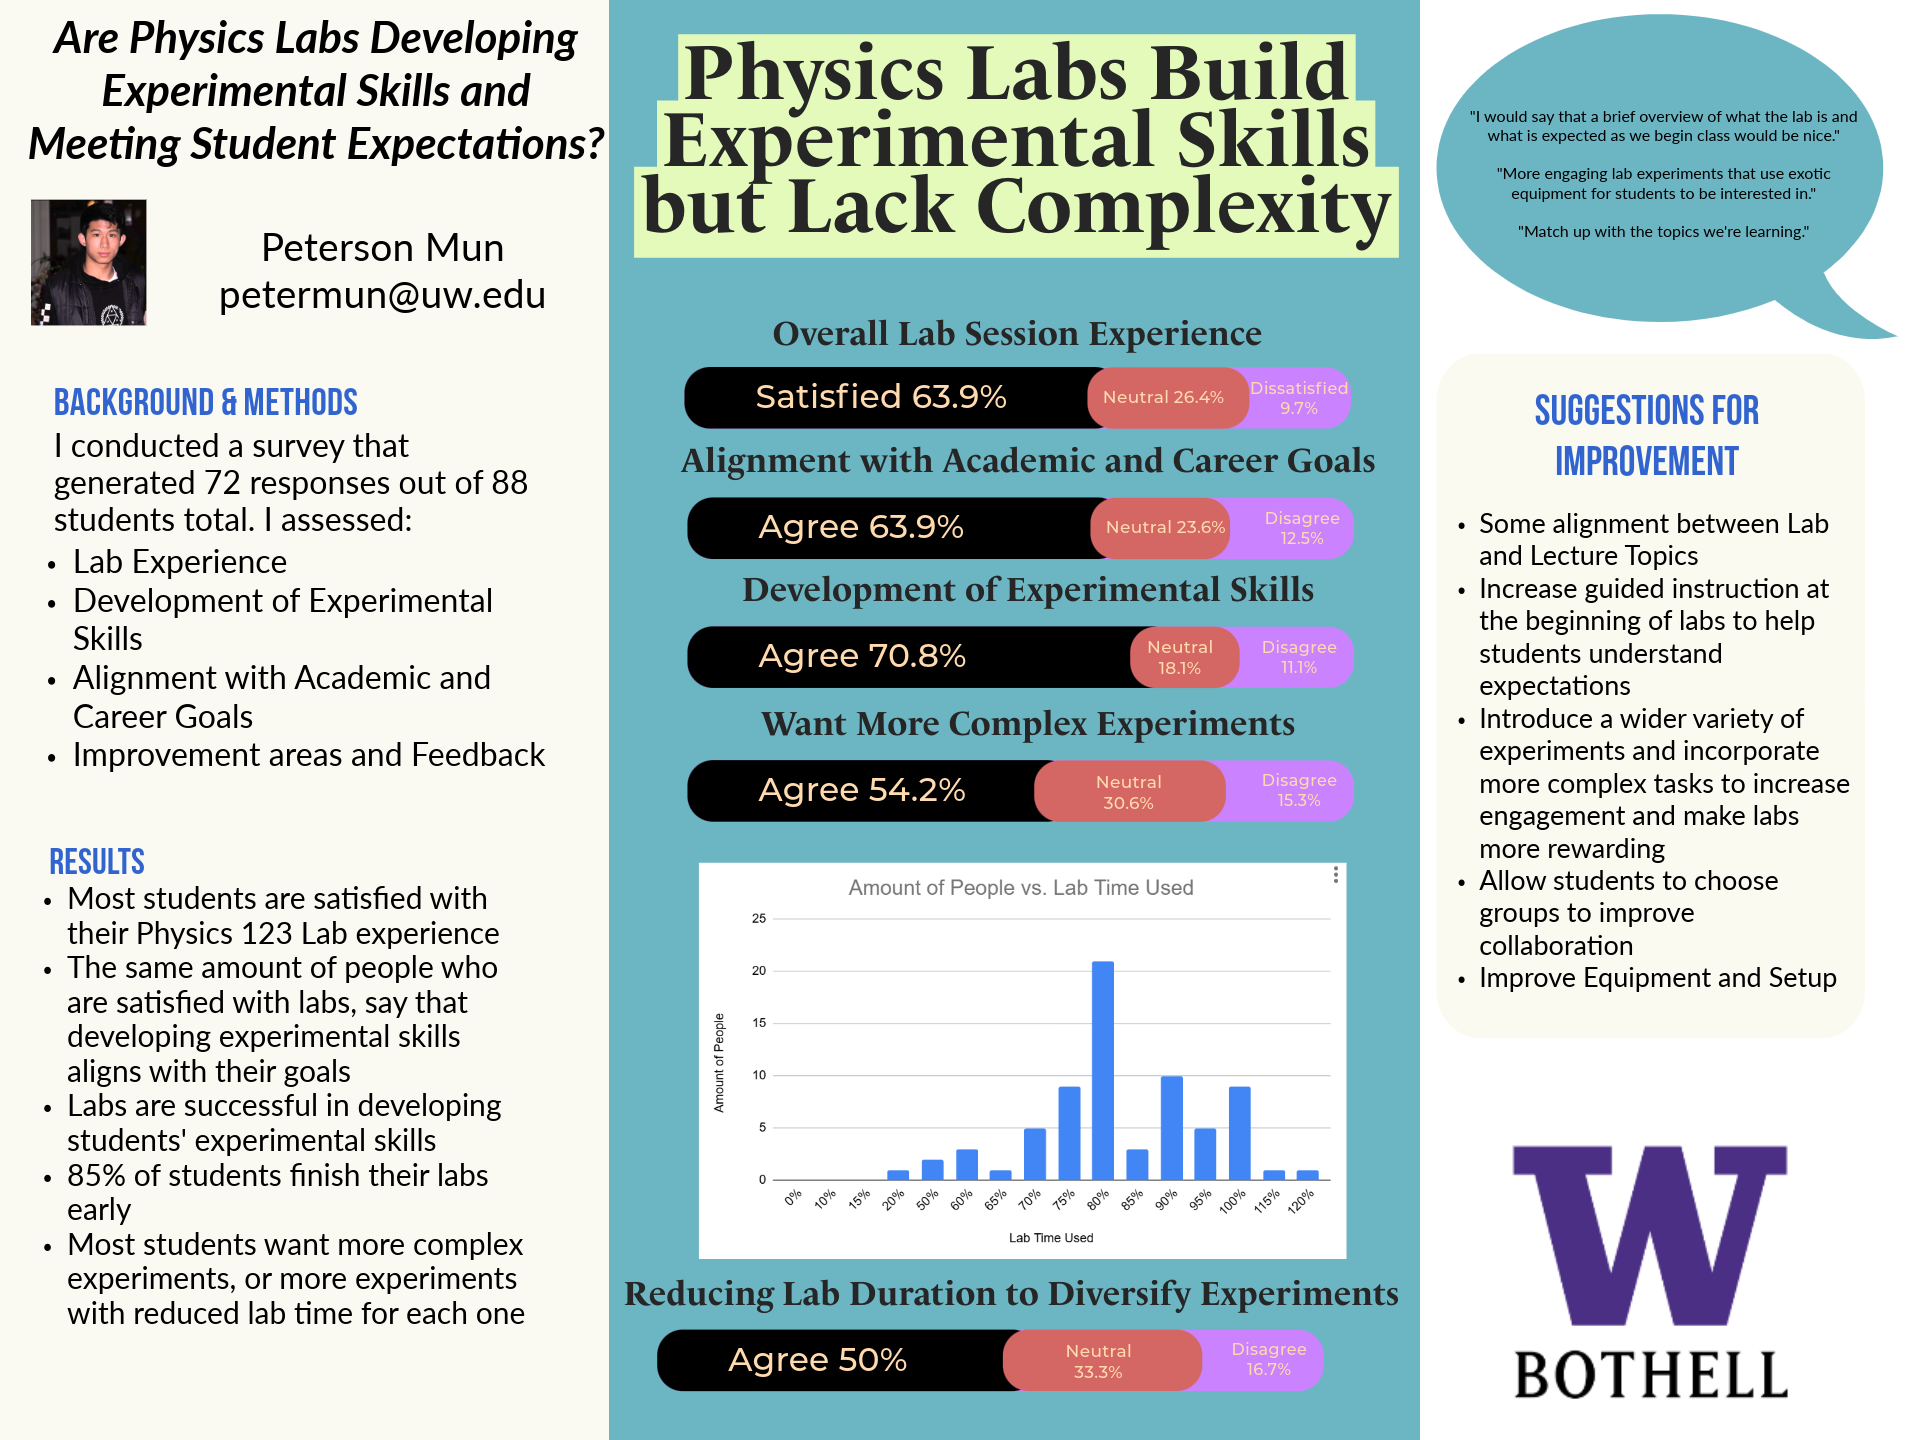 Are Physics Labs Developing
Experimental Skills and
Meeting Student Expectations?
Peterson Mun
petermun@uw.edu
BACKGROUND & METHODS
I conducted a survey that
generated 72 responses out of 88
students total. I assessed:
• Lab Experience
• Development of Experimental
Skills
• Alignment with Academic and
Career Goals
• Improvement areas and Feedback
RESULTS
• Most students are satisfied with
their Physics 123 Lab experience
• The same amount of people who
are satisfied with labs, say that
developing experimental skills
aligns with their goals
• Labs are successful in developing
students' experimental skills
• 85% of students finish their labs
early
• Most students want more complex
experiments, or more experiments
with reduced lab time for each one
Physics Labs Build
Experimental Skills
but Lack Complexity
Overall Lab Session Experience
Satisfied 63.9%
Neutral 26.4%
Dissatisfied
9.7%
Alignment with Academic and Career Goals
Agree 63.9%
Neutral 23.6%
Disagree
12.5%
Development of Experimental Skills
Agree 70.8%
Neutral
18.1%
Disagree
11.1%
Want More Complex Experiments
Agree 54.2%
Neutral
30.6%
Disagree
15.3%
Amount of People vs. Lab Time Used
Amount of People
25
20
15
10
5
0
0% 10% 15% 20% 50% 60% 65% 70% 75% 80% 85% 90% 95% 100% 115% 120%
Lab Time Used
Reducing Lab Duration to Diversify Experiments
Agree 50%
Neutral
33.3%
Disagree
16.7%
"I would say that a brief overview of what the lab is and
what is expected as we begin class would be nice."
"More engaging lab experiments that use exotic
equipment for students to be interested in."
"Match up with the topics we're learning."
SUGGESTIONS FOR
IMPROVEMENT
• Some alignment between Lab
and Lecture Topics
• Increase guided instruction at
the beginning of labs to help
students understand
expectations
• Introduce a wider variety of
experiments and incorporate
more complex tasks to increase
engagement and make labs
more rewarding
• Allow students to choose
groups to improve
collaboration
• Improve Equipment and Setup
W
BOTHELL